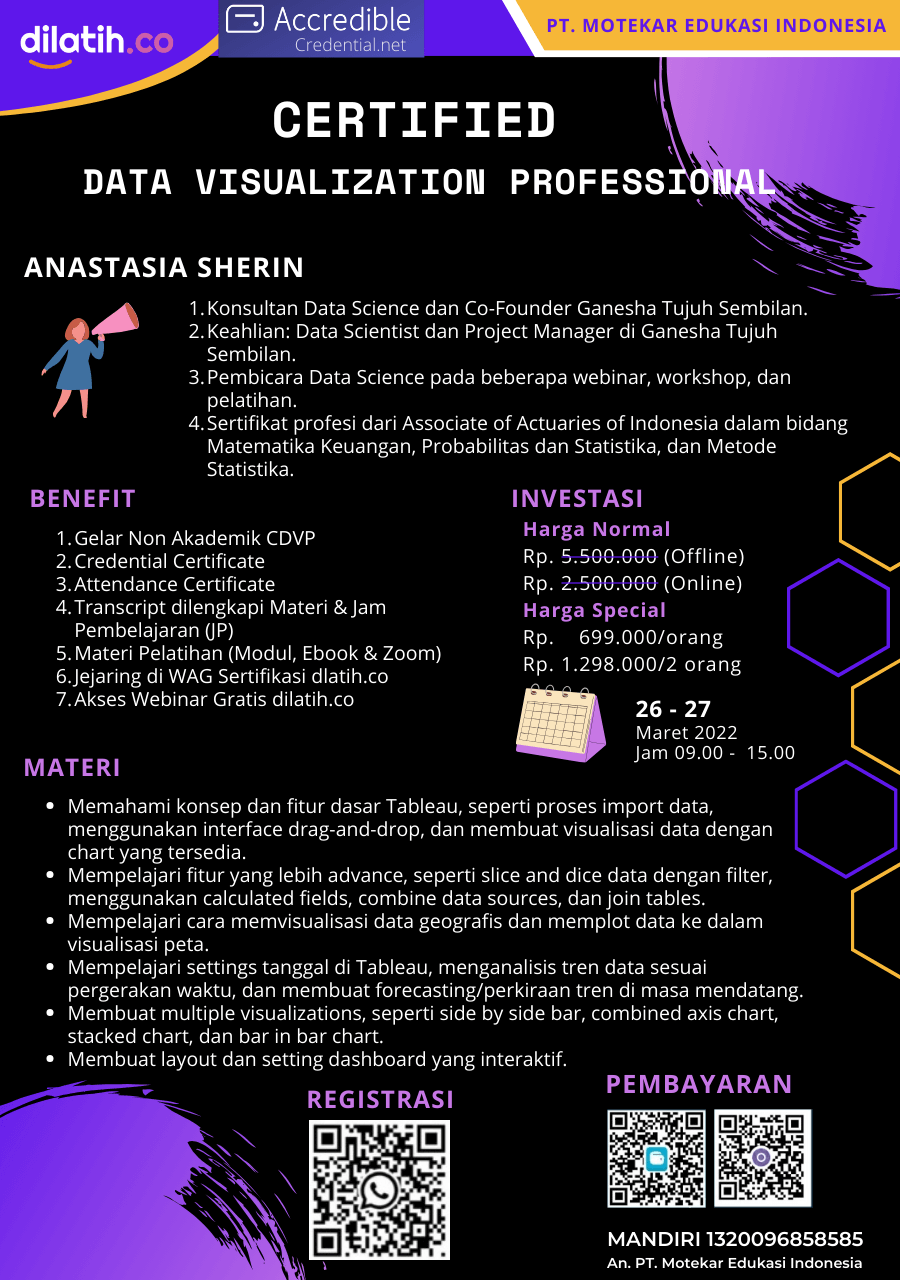 dilatih.co
Accredible
Credential.net
PT. MOTEKAR EDUKASI INDONESIA
CERTIFIED
DATA VISUALIZATION PROFESSIONAL
ANASTASIA SHERIN
1. Konsultan Data Science dan Co-Founder Ganesha Tujuh Sembilan.
2. Keahlian: Data Scientist dan Project Manager di Ganesha Tujuh
Sembilan.
3. Pembicara Data Science pada beberapa webinar, workshop, dan
pelatihan.
4. Sertifikat profesi dari Associate of Actuaries of Indonesia dalam bidang
Matematika Keuangan, Probabilitas dan Statistika, dan Metode
Statistika.
BENEFIT
1. Gelar Non Akademik CDVP
2. Credential Certificate
3. Attendance Certificate
4. Transcript dilengkapi Materi & Jam
Pembelajaran (JP)
5. Materi Pelatihan (Modul, Ebook & Zoom)
6. Jejaring di WAG Sertifikasi dlatih.co
7. Akses Webinar Gratis dilatih.co
INVESTASI
Harga Normal
Rp. 5.500.000 (Offline)
Rp. 2.500.000 (Online)
Harga Special
Rp. 699.000/orang
Rp. 1.298.000/2 orang
26 - 27
Maret 2022
Jam 09.00 - 15.00
MATERI
• Memahami konsep dan fitur dasar Tableau, seperti proses import data,
menggunakan interface drag-and-drop, dan membuat visualisasi data dengan
chart yang tersedia.
• Mempelajari fitur yang lebih advance, seperti slice and dice data dengan filter,
menggunakan calculated fields, combine data sources, dan join tables.
• Mempelajari cara memvisualisasi data geografis dan memplot data ke dalam
visualisasi peta.
• Mempelajari settings tanggal di Tableau, menganalisis tren data sesuai
pergerakan waktu, dan membuat forecasting/perkiraan tren di masa mendatang.
• Membuat multiple visualizations, seperti side by side bar, combined axis chart,
stacked chart, dan bar in bar chart.
• Membuat layout dan setting dashboard yang interaktif.
REGISTRASI
PEMBAYARAN
MANDIRI 1320096858585
An. PT. Motekar Edukasi Indonesia